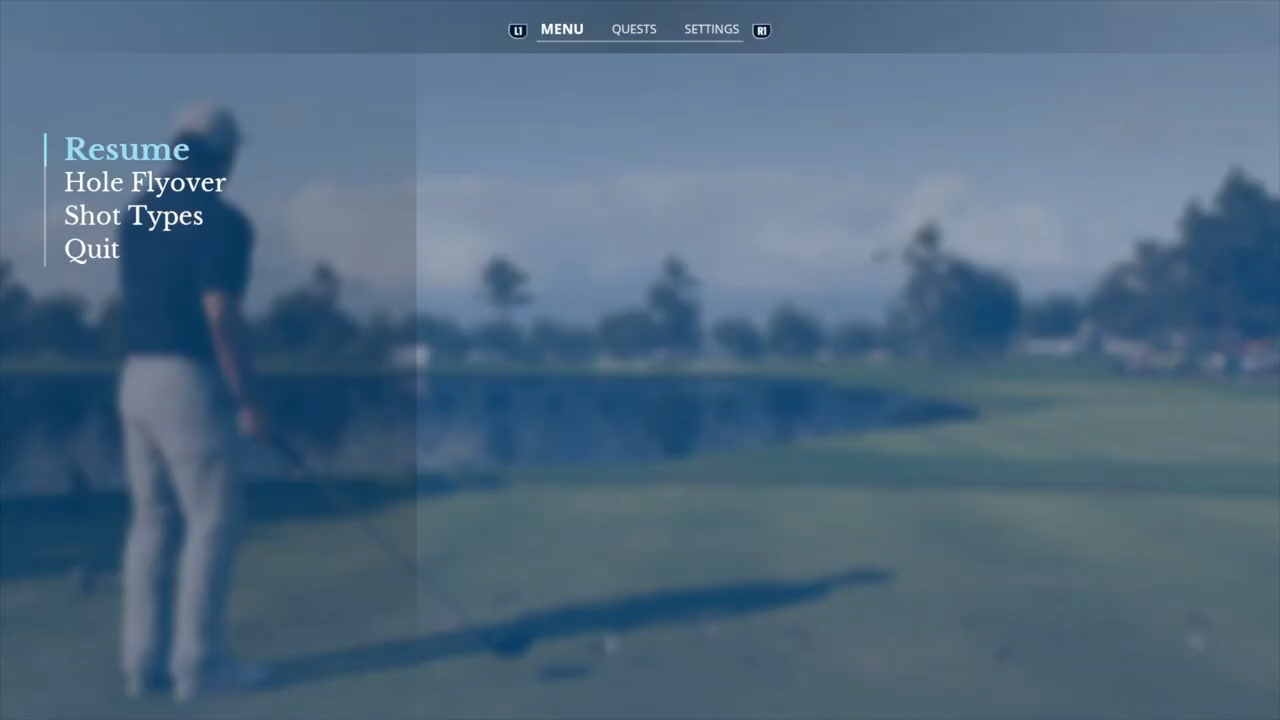 L1 MENU QUESTS SETTINGS R1
Resume
Hole Flyover
Shot Types
Quit